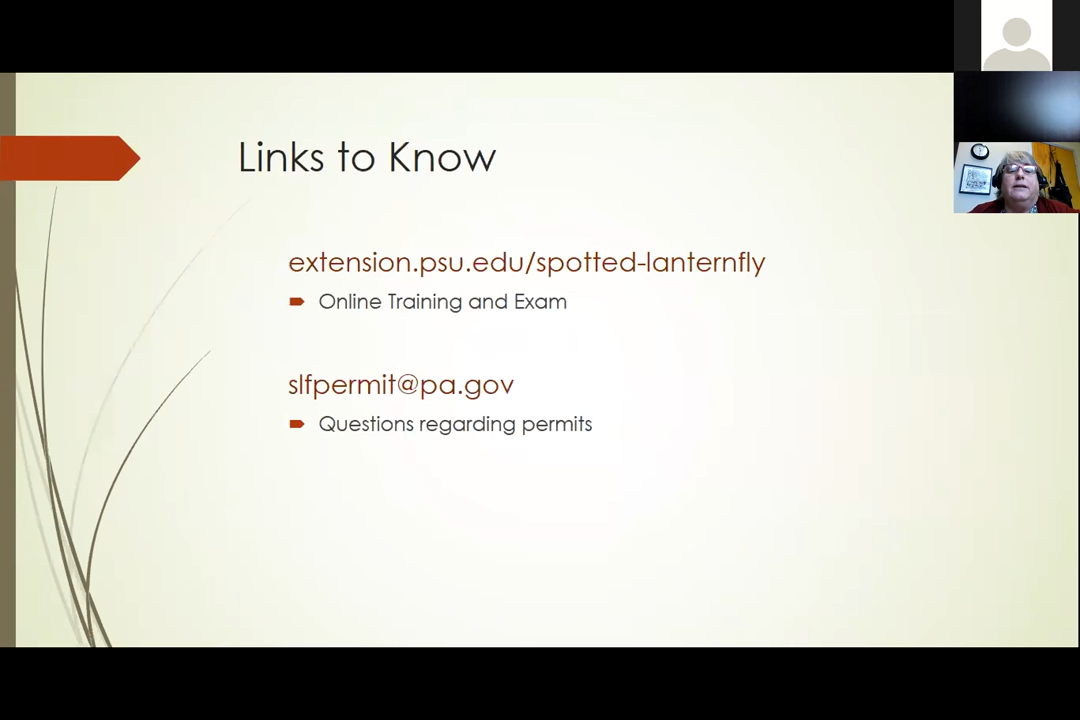 Links to Know
extension.psu.edu/spotted-lanternfly
Online Training and Exam
slfpermit@pa.gov
Questions regarding permits